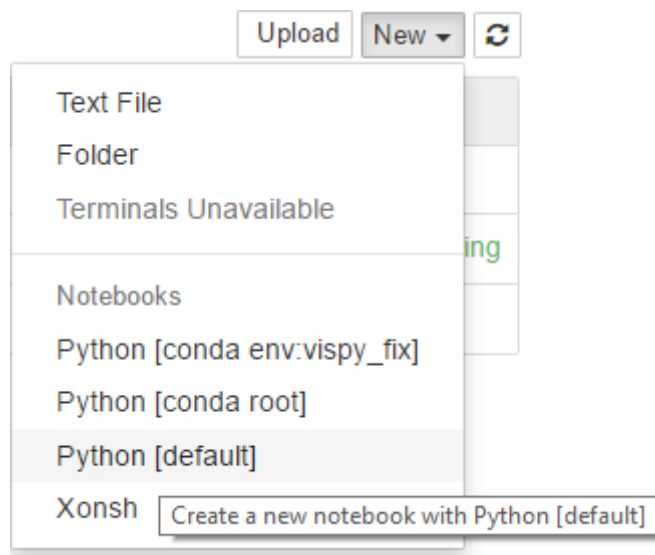 Upload New
Text File
Folder
Terminals Unavailable
ing
Notebooks
Python [conda env:vispy_fix]
Python [conda root]
Python [default]
Xonsh
Create a new notebook with Python [default]